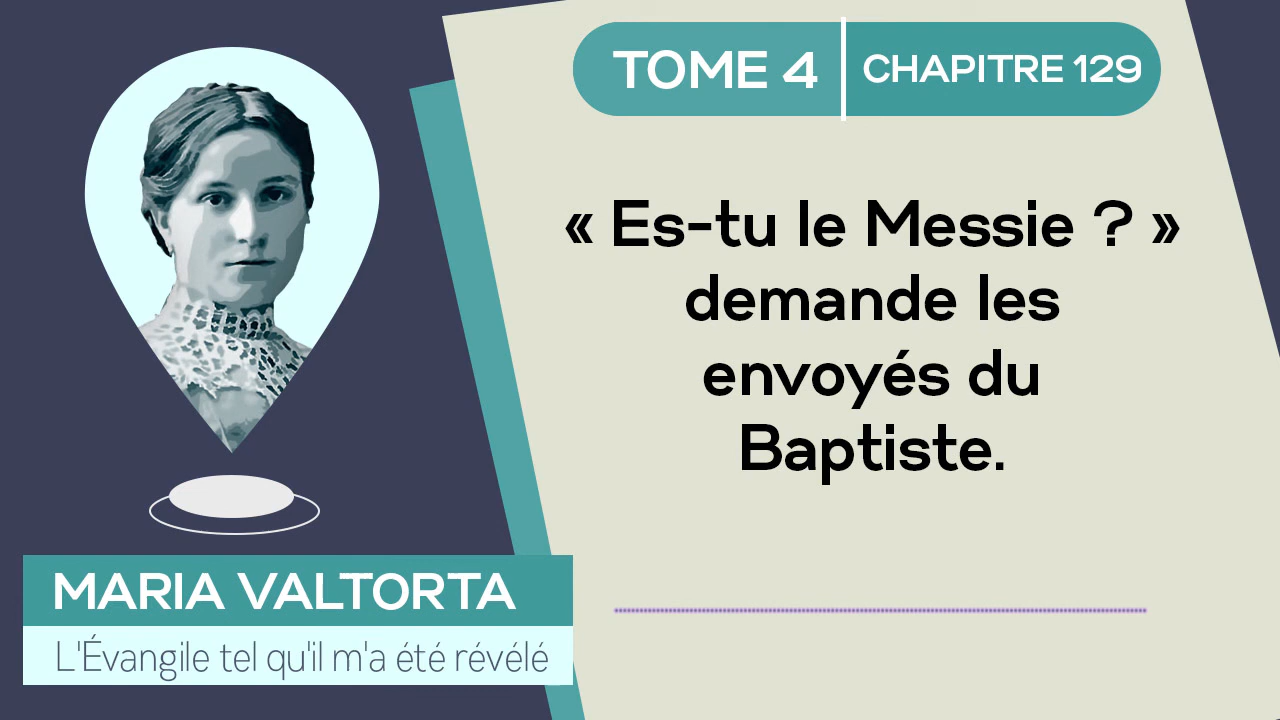 TOME 4 CHAPITRE 129
« Es-tu le Messie ? »
demande les
envoyés du
Baptiste.
MARIA VALTORTA
L'Évangile tel qu'il m'a été révélé